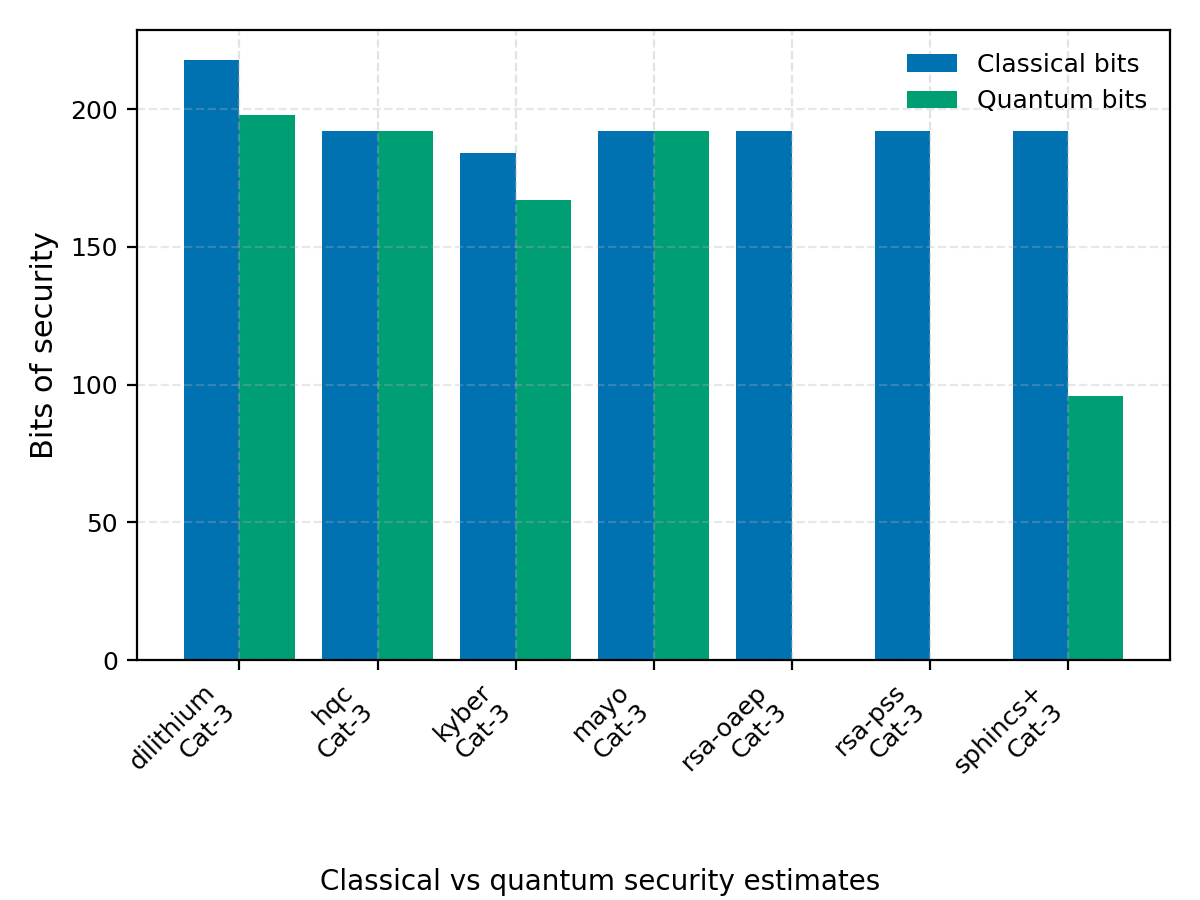 Classical bits
Quantum bits
Bits of security
200
150
100
50
0
dilithium
Cat-3
hqc
Cat-3
kyber
Cat-3
mayo
Cat-3
rsa-oaep
Cat-3
rsa-pss
Cat-3
sphincs+
Cat-3
Classical vs quantum security estimates